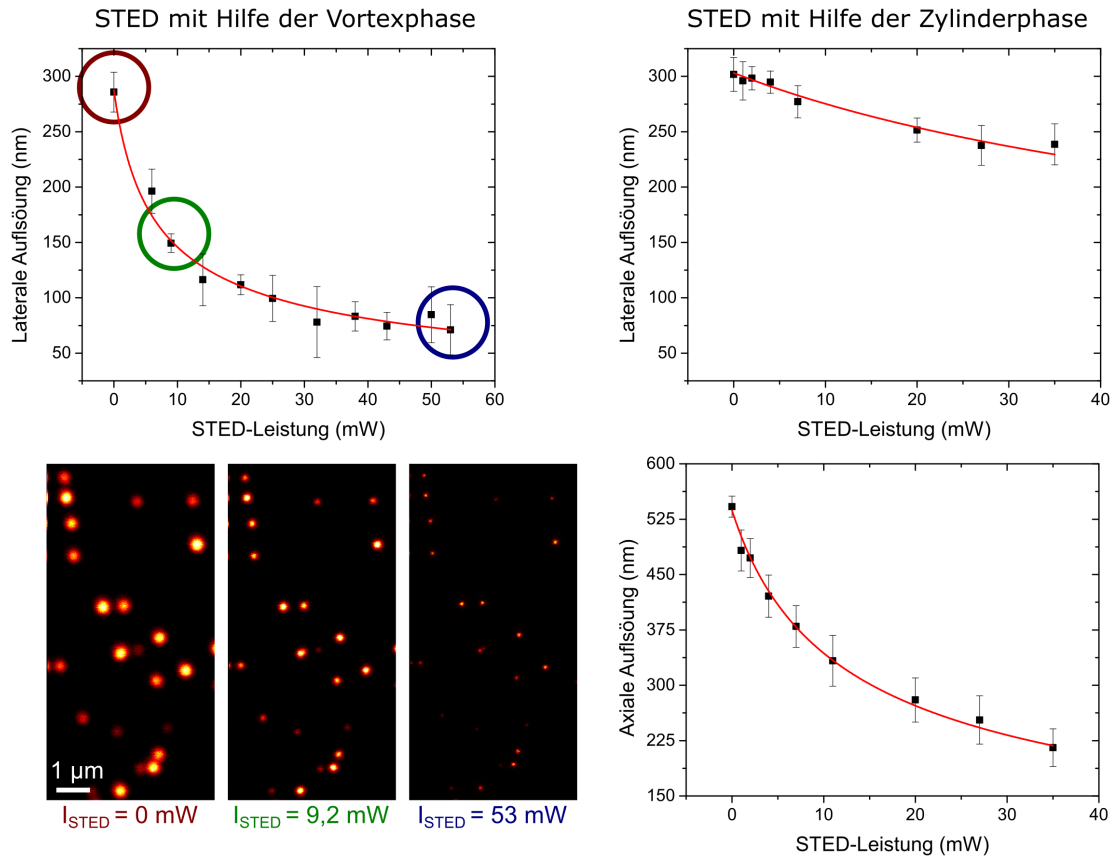 STED mit Hilfe der Vortexphase
300
250
200
150
100
50
Laterale Auflsöung (nm)
0 10 20 30 40 50 60
STED-Leistung (mW)
STED mit Hilfe der Zylinderphase
300
250
200
150
100
50
Laterale Auflsöung (nm)
0 10 20 30 40
STED-Leistung (mW)
1 µm
I_STED = 0 mW
I_STED = 9,2 mW
I_STED = 53 mW
600
525
450
375
300
225
150
Axiale Auflsöung (nm)
0 10 20 30 40
STED-Leistung (mW)